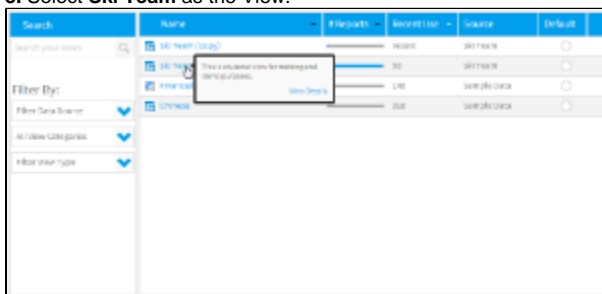 3. Select Ski Team as the View.
Search
Name
# Reports
Recent Use
Source
Default
Search your views
Ski Team (copy)
recent
Ski Team
Ski Team
This is a tutorial view for training and
demo purposes.
View Details
Sample Data
Chinese
Sample Data
Filter By:
Filter Data Source
All View Categories
Filter View Type